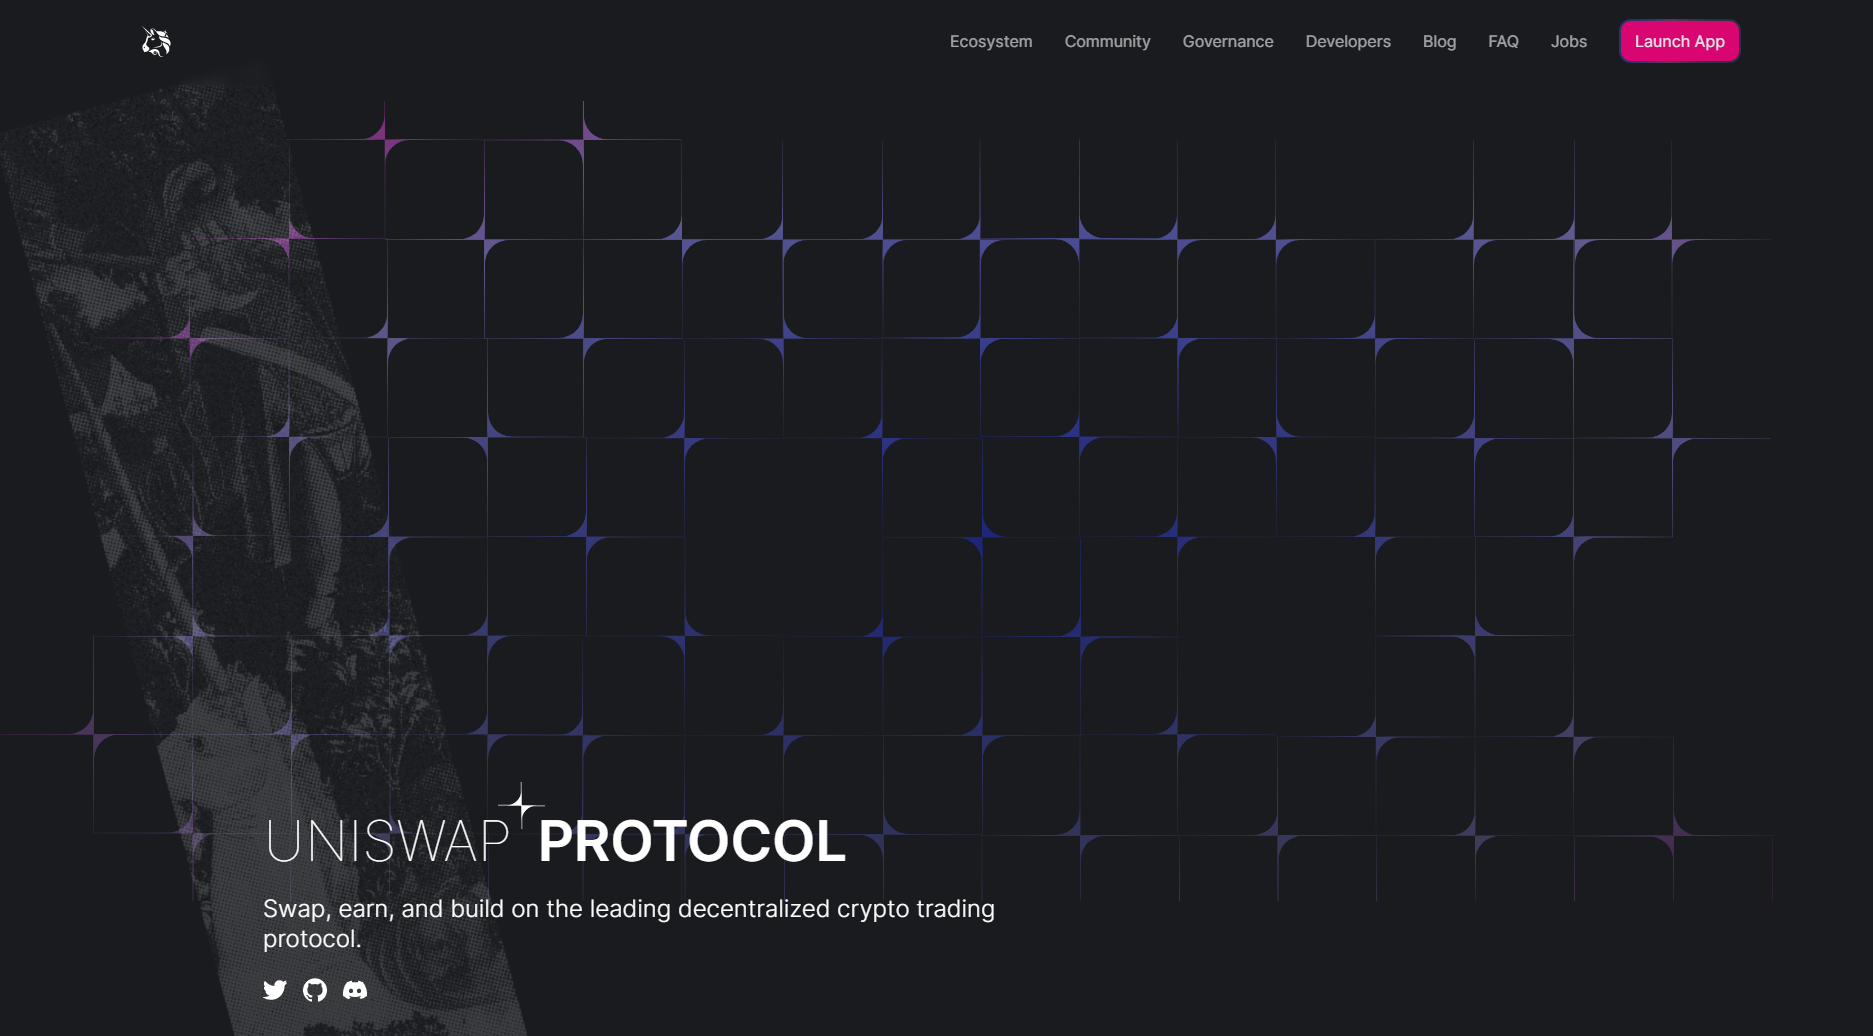 Ecosystem Community Governance Developers Blog FAQ Jobs Launch App
UNISWAP PROTOCOL
Swap, earn, and build on the leading decentralized crypto trading
protocol.